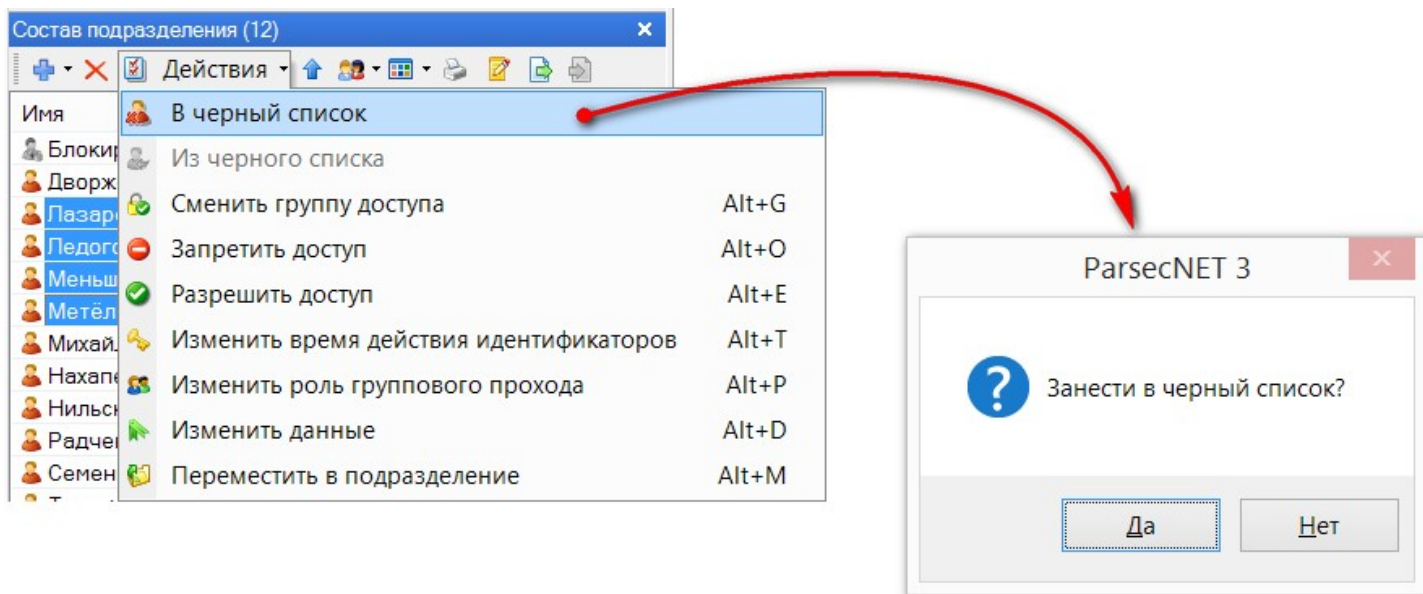 Состав подразделения (12)
Действия
Имя
В черный список
Из черного списка
Сменить группу доступа Alt+G
Запретить доступ Alt+O
Разрешить доступ Alt+E
Изменить время действия идентификаторов Alt+T
Изменить роль группового прохода Alt+P
Изменить данные Alt+D
Переместить в подразделение Alt+M
ParsecNET 3
Занести в черный список?
Да Нет